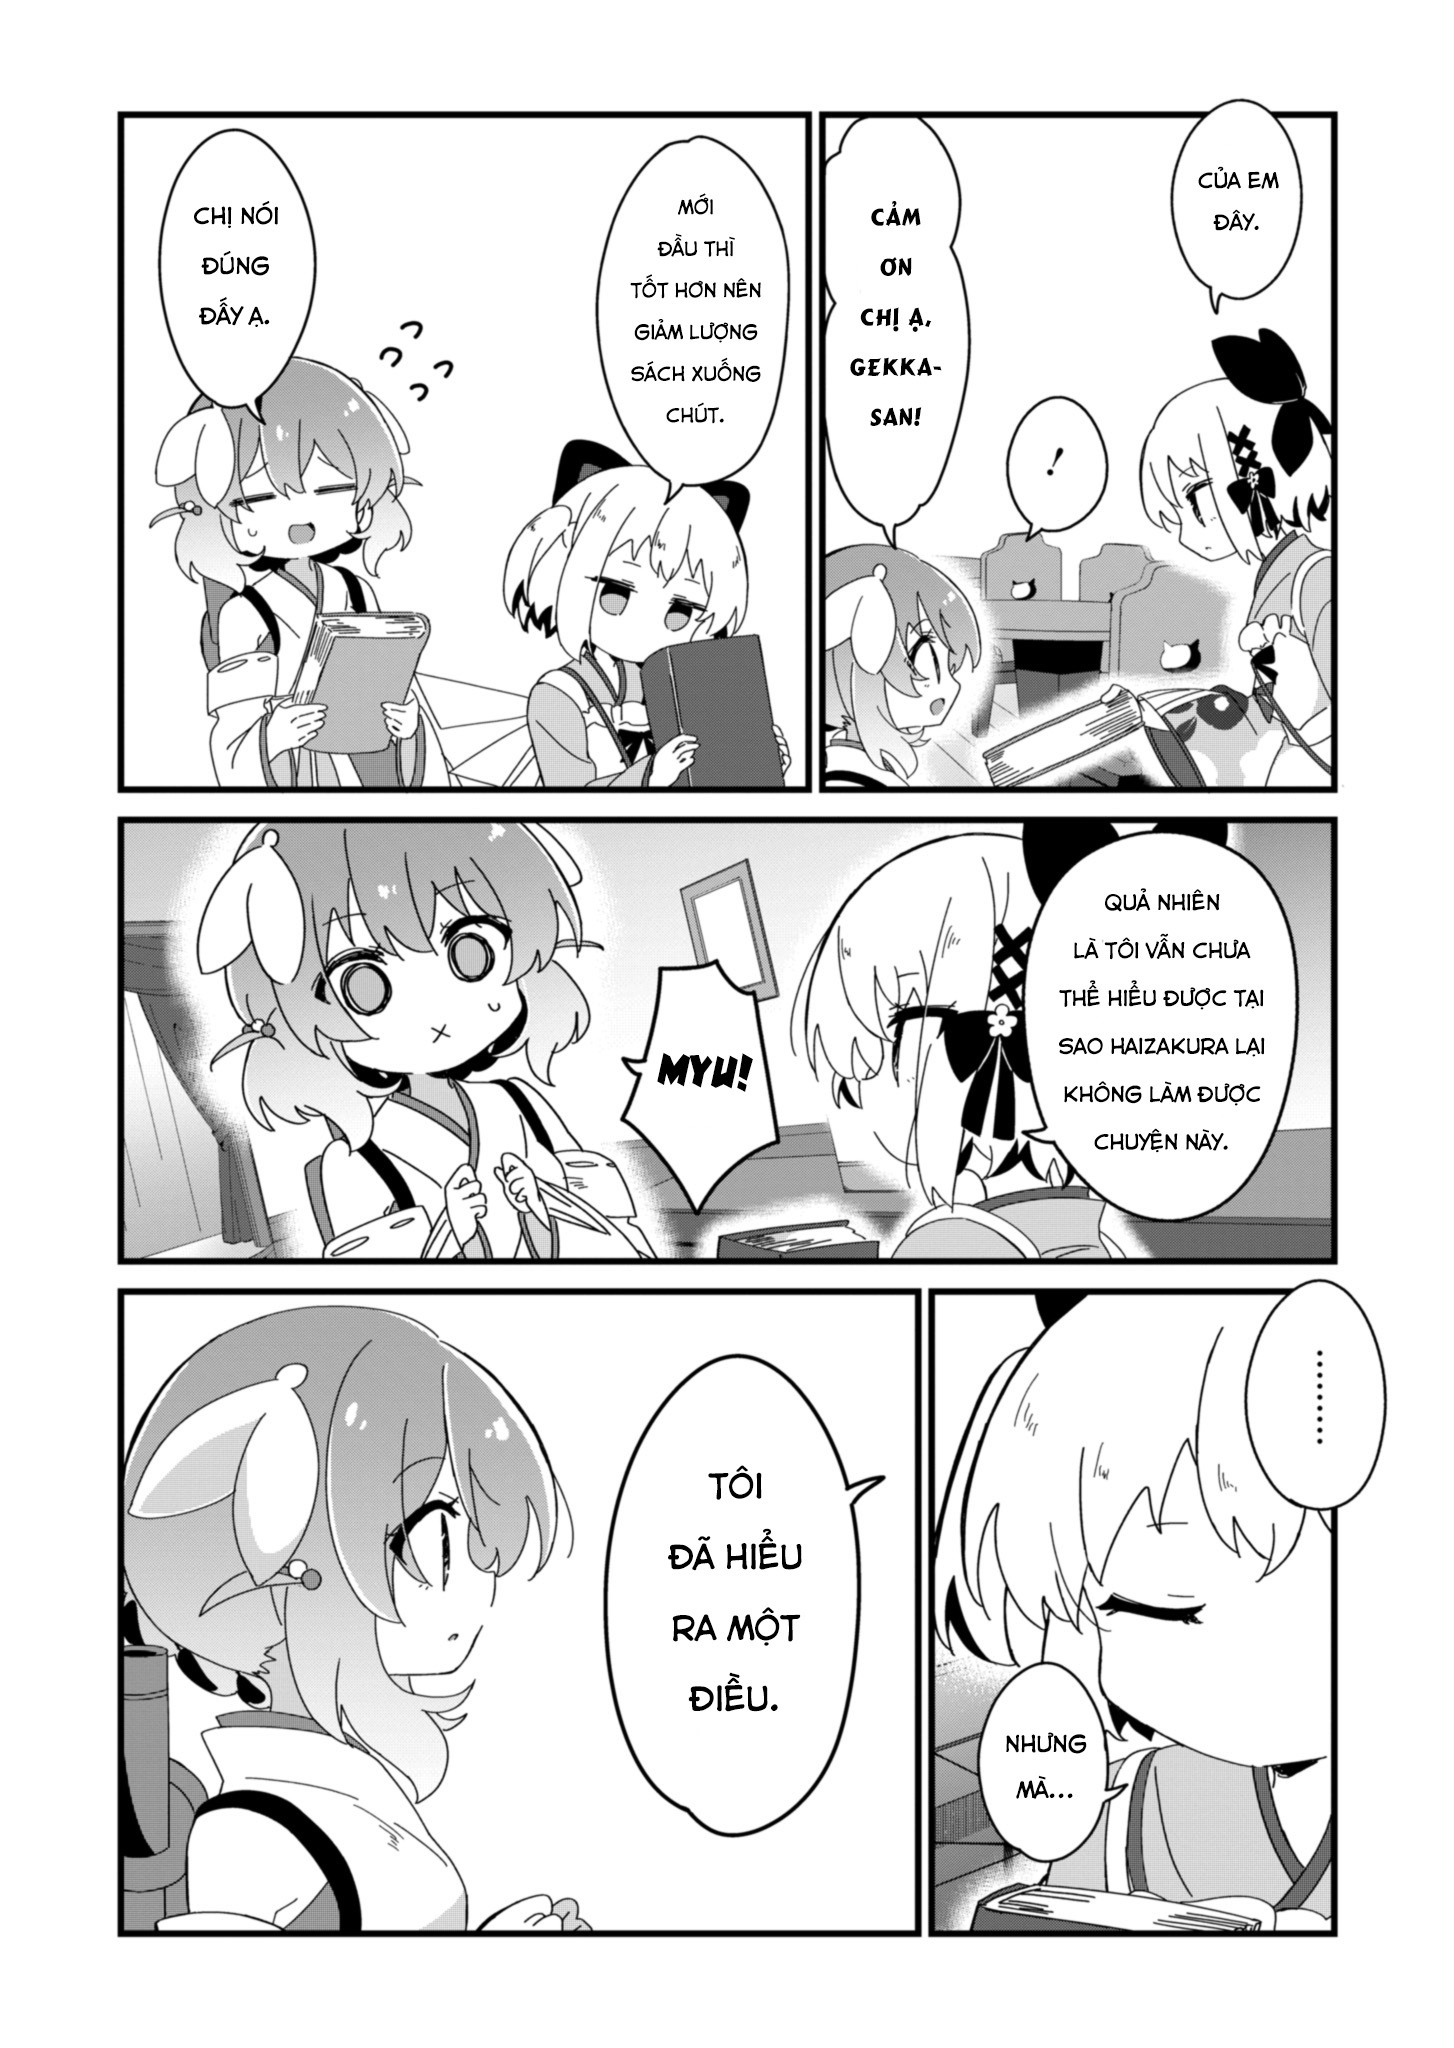 CỦA EM
ĐÂY.
!
CẢM
ƠN
CHỊ Ạ,
GEKKA-
SAN!
MỚI
ĐẦU THÌ
TỐT HƠN NÊN
GIẢM LƯỢNG
SÁCH XUỐNG
CHÚT.
CHỊ NÓI
ĐÚNG
ĐẤY Ạ.
QUẢ NHIÊN
LÀ TÔI VẪN CHƯA
THỂ HIỂU ĐƯỢC TẠI
SAO HAIZAKURA LẠI
KHÔNG LÀM ĐƯỢC
CHUYỆN NÀY.
MYU!
.........
NHƯNG
MÀ...
TÔI
ĐÃ HIỂU
RA MỘT
ĐIỀU.